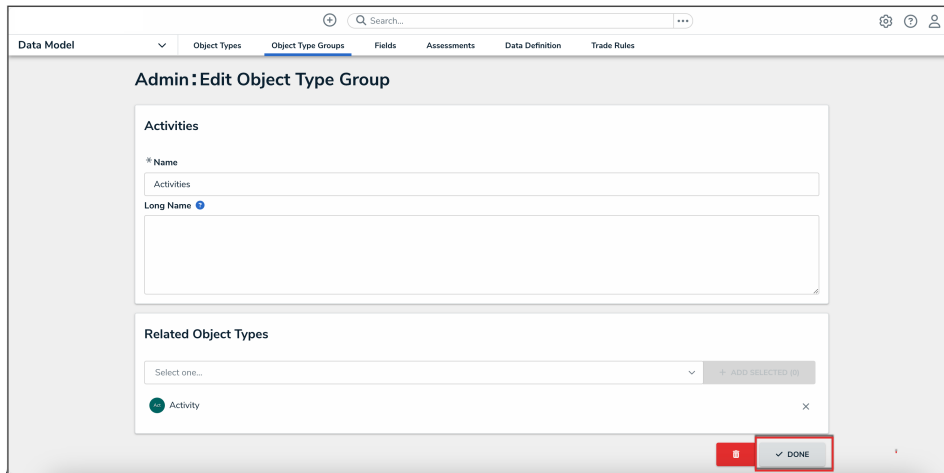 Search...
Data Model Object Types Object Type Groups Fields Assessments Data Definition Trade Rules
Admin:Edit Object Type Group
Activities
*Name
Activities
Long Name ?
Related Object Types
Select one... + ADD SELECTED (0)
Act Activity
DONE